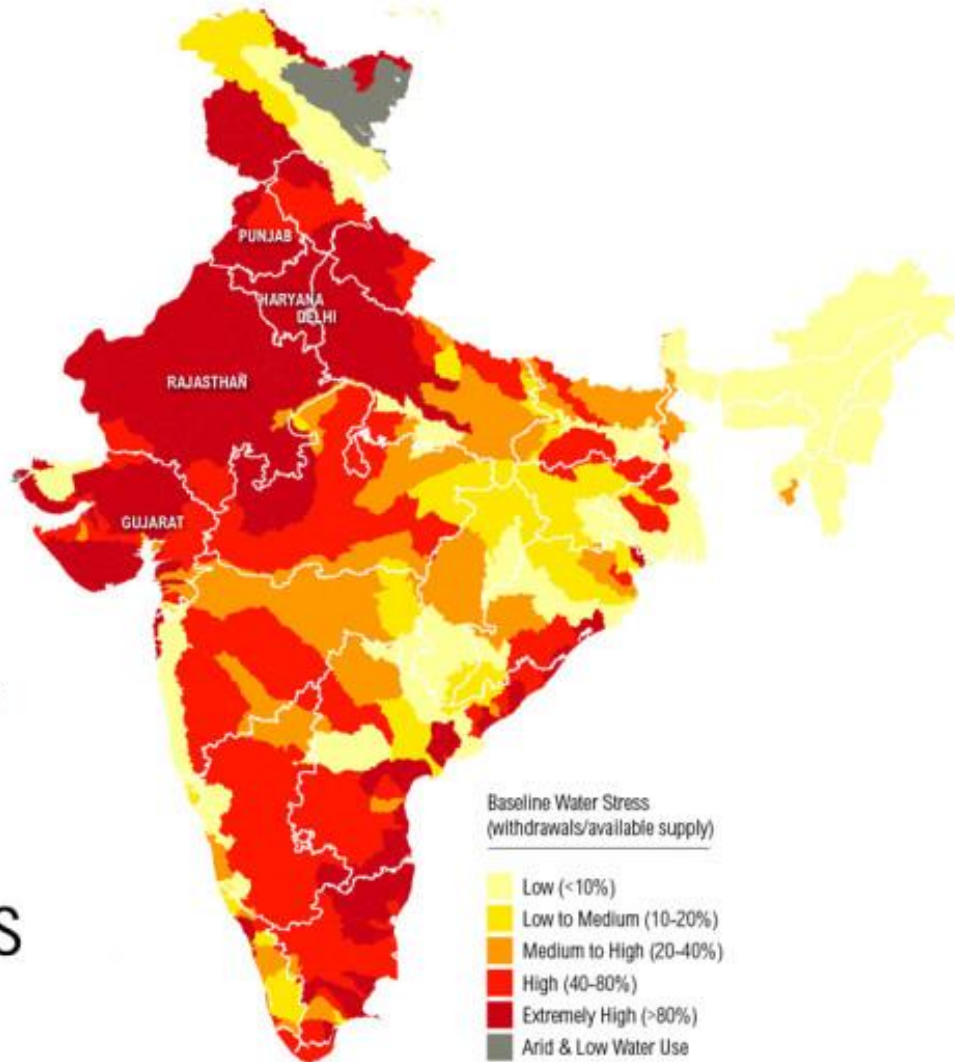 PUNJAB
HARYANA
DELHI
RAJASTHAÑ
GUJARAT
S
Baseline Water Stress
(withdrawals/available supply)
Low (<10%)
Low to Medium (10-20%)
Medium to High (20-40%)
High (40-80%)
Extremely High (>80%)
Arid & Low Water Use